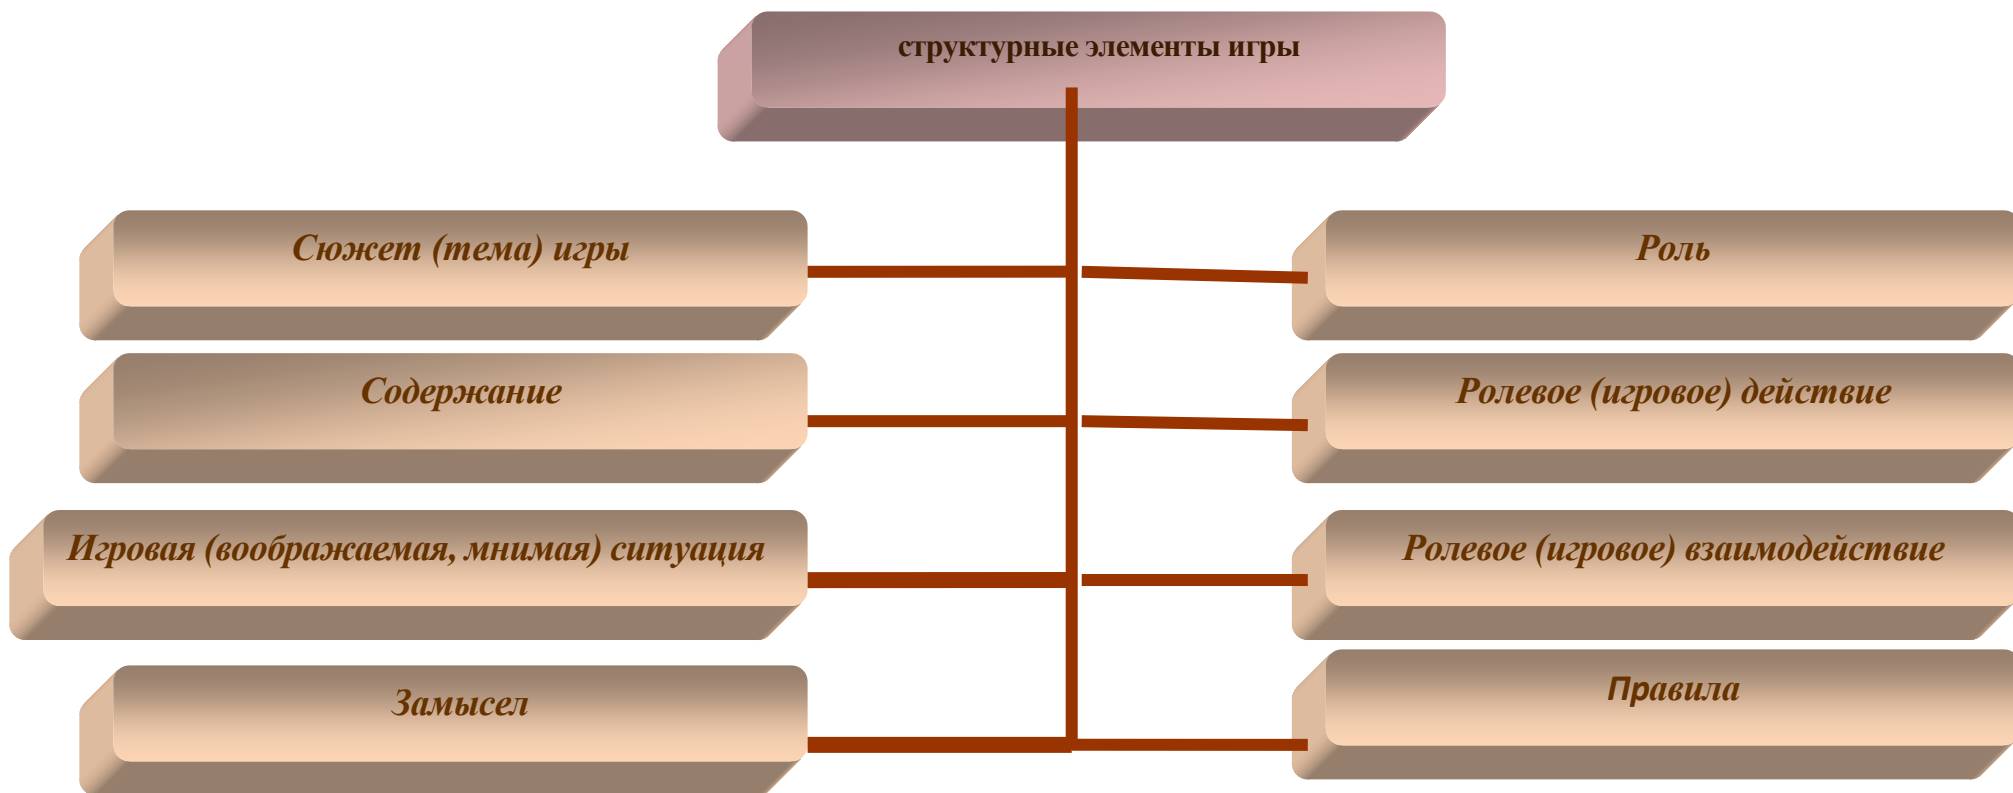 структурные элементы игры
Сюжет (тема) игры
Роль
Содержание
Ролевое (игровое) действие
Игровая (воображаемая, мнимая) ситуация
Ролевое (игровое) взаимодействие
Замысел
Правила